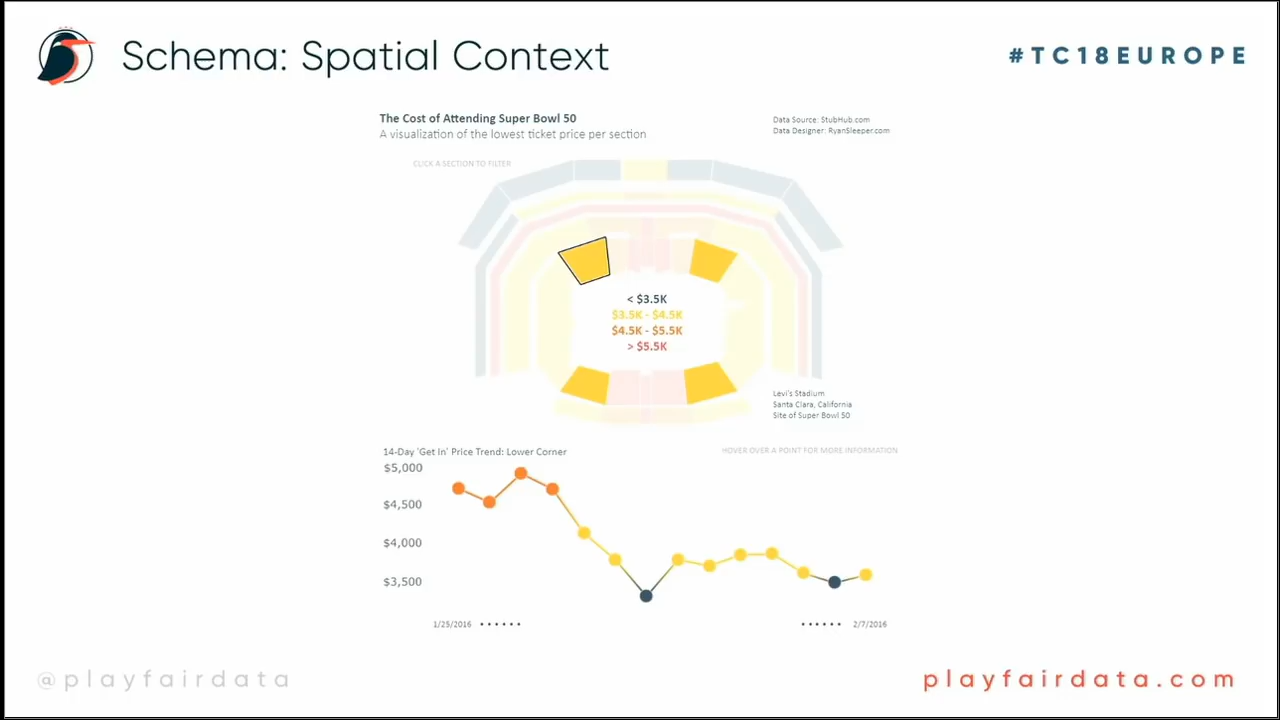 Schema: Spatial Context
#TC18EUROPE
The Cost of Attending Super Bowl 50
A visualization of the lowest ticket price per section
Data Source: StubHub.com
Data Designer: RyanSleeper.com
CLICK A SECTION TO FILTER
< $3.5K
$3.5K - $4.5K
$4.5K - $5.5K
> $5.5K
Levi's Stadium
Santa Clara, California
Site of Super Bowl 50
14-Day 'Get In' Price Trend: Lower Corner
HOVER OVER A POINT FOR MORE INFORMATION
$5,000
$4,500
$4,000
$3,500
1/25/2016
2/7/2016
@playfairdata
playfairdata.com